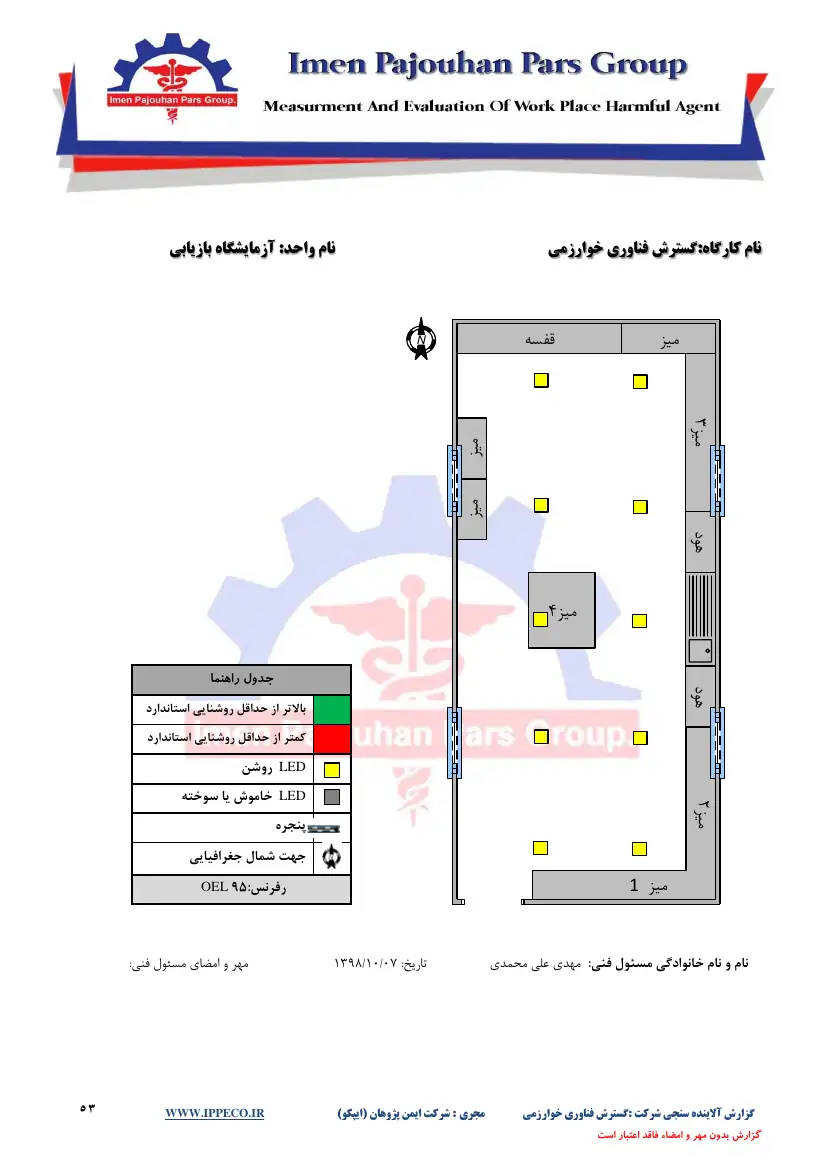 Imen Pajouhan Pars Group
Imen Pajouhan Pars Group.
Measurment And Evaluation Of Work Place Harmful Agent
نام کارگاه:گسترش فناوری خوارزمی
نام واحد: آزمایشگاه بازیابی
N
قفسه
میز
میز۳
میز
میز
هود
میز۴
هود
میز۲
میز 1
Imen Pajouhan Pars Group.
جدول راهنما
بالاتر از حداقل روشنایی استاندارد
کمتر از حداقل روشنائی استاندارد
LED روشن
LED خاموش یا سوخته
پنجره
جهت شمال جغرافیایی
رفرنس:OEL ۹۵
نام و نام خانوادگی مسئول فنی: مهدی علی محمدی
تاریخ: ۱۳۹۸/۱۰/۰۷
مهر و امضای مسئول فنی:
گزارش آلاینده سنجی شرکت :گسترش فناوری خوارزمی
مجری : شرکت ایمن پژوهان (ایپکو)
WWW.IPPECO.IR
۵۳
گزارش بدون مهر و امضاء فاقد اعتبار است